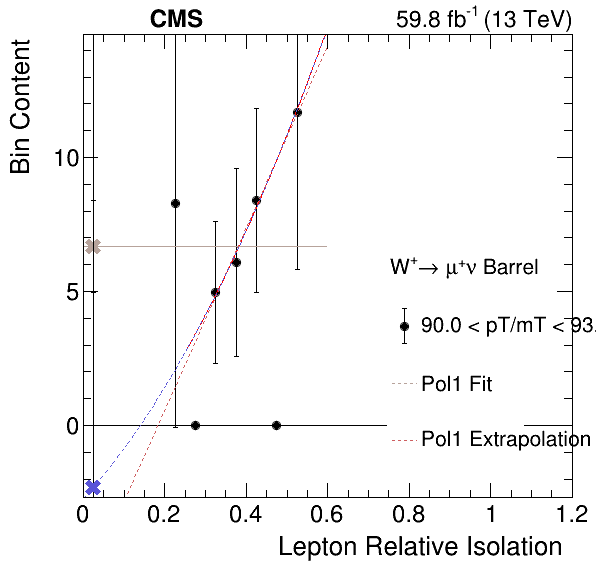 CMS 59.8 fb⁻¹ (13 TeV)
Bin Content
10
5
0
W⁺→ μ⁺ν Barrel
90.0 < pT/mT < 93.
Pol1 Fit
Pol1 Extrapolation
0 0.2 0.4 0.6 0.8 1 1.2
Lepton Relative Isolation